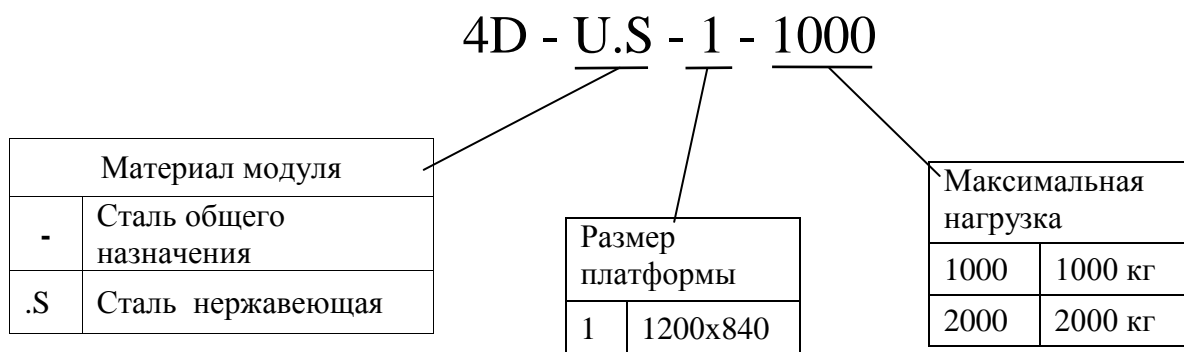 4D - U.S - 1 - 1000
Материал модуля
- Сталь общего
назначения
.S Сталь нержавеющая
Размер
платформы
1 1200x840
Максимальная
нагрузка
1000 1000 кг
2000 2000 кг